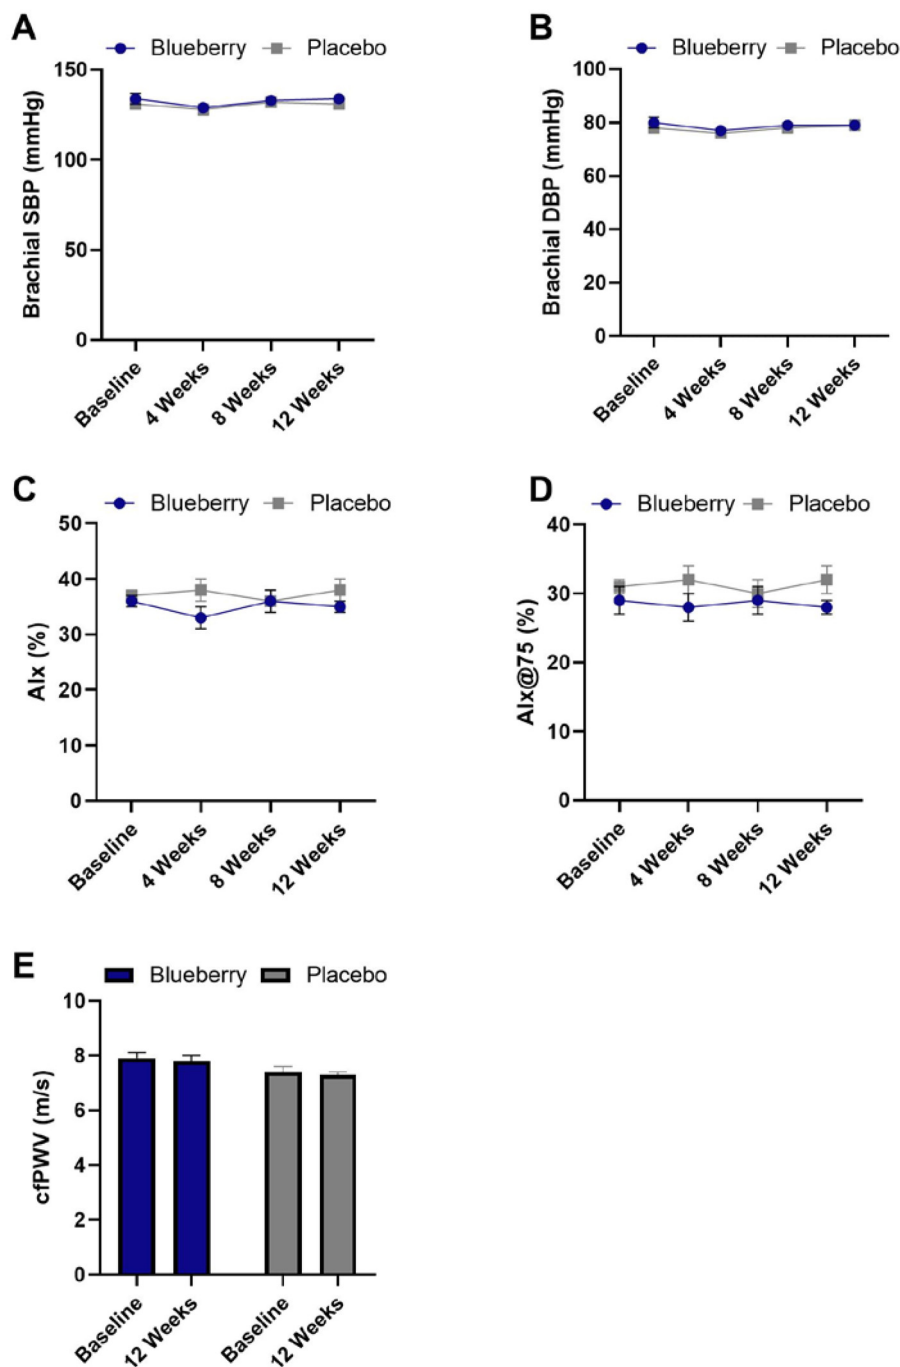 A
Blueberry Placebo
Brachial SBP (mmHg)
150
100
50
0
Baseline
4 Weeks
8 Weeks
12 Weeks
B
Blueberry Placebo
Brachial DBP (mmHg)
100
80
60
40
20
0
Baseline
4 Weeks
8 Weeks
12 Weeks
C
Blueberry Placebo
AIx (%)
50
40
30
20
10
0
Baseline
4 Weeks
8 Weeks
12 Weeks
D
Blueberry Placebo
AIx@75 (%)
40
30
20
10
0
Baseline
4 Weeks
8 Weeks
12 Weeks
E
Blueberry Placebo
cfPWV (m/s)
10
8
6
4
2
0
Baseline
12 Weeks
Baseline
12 Weeks